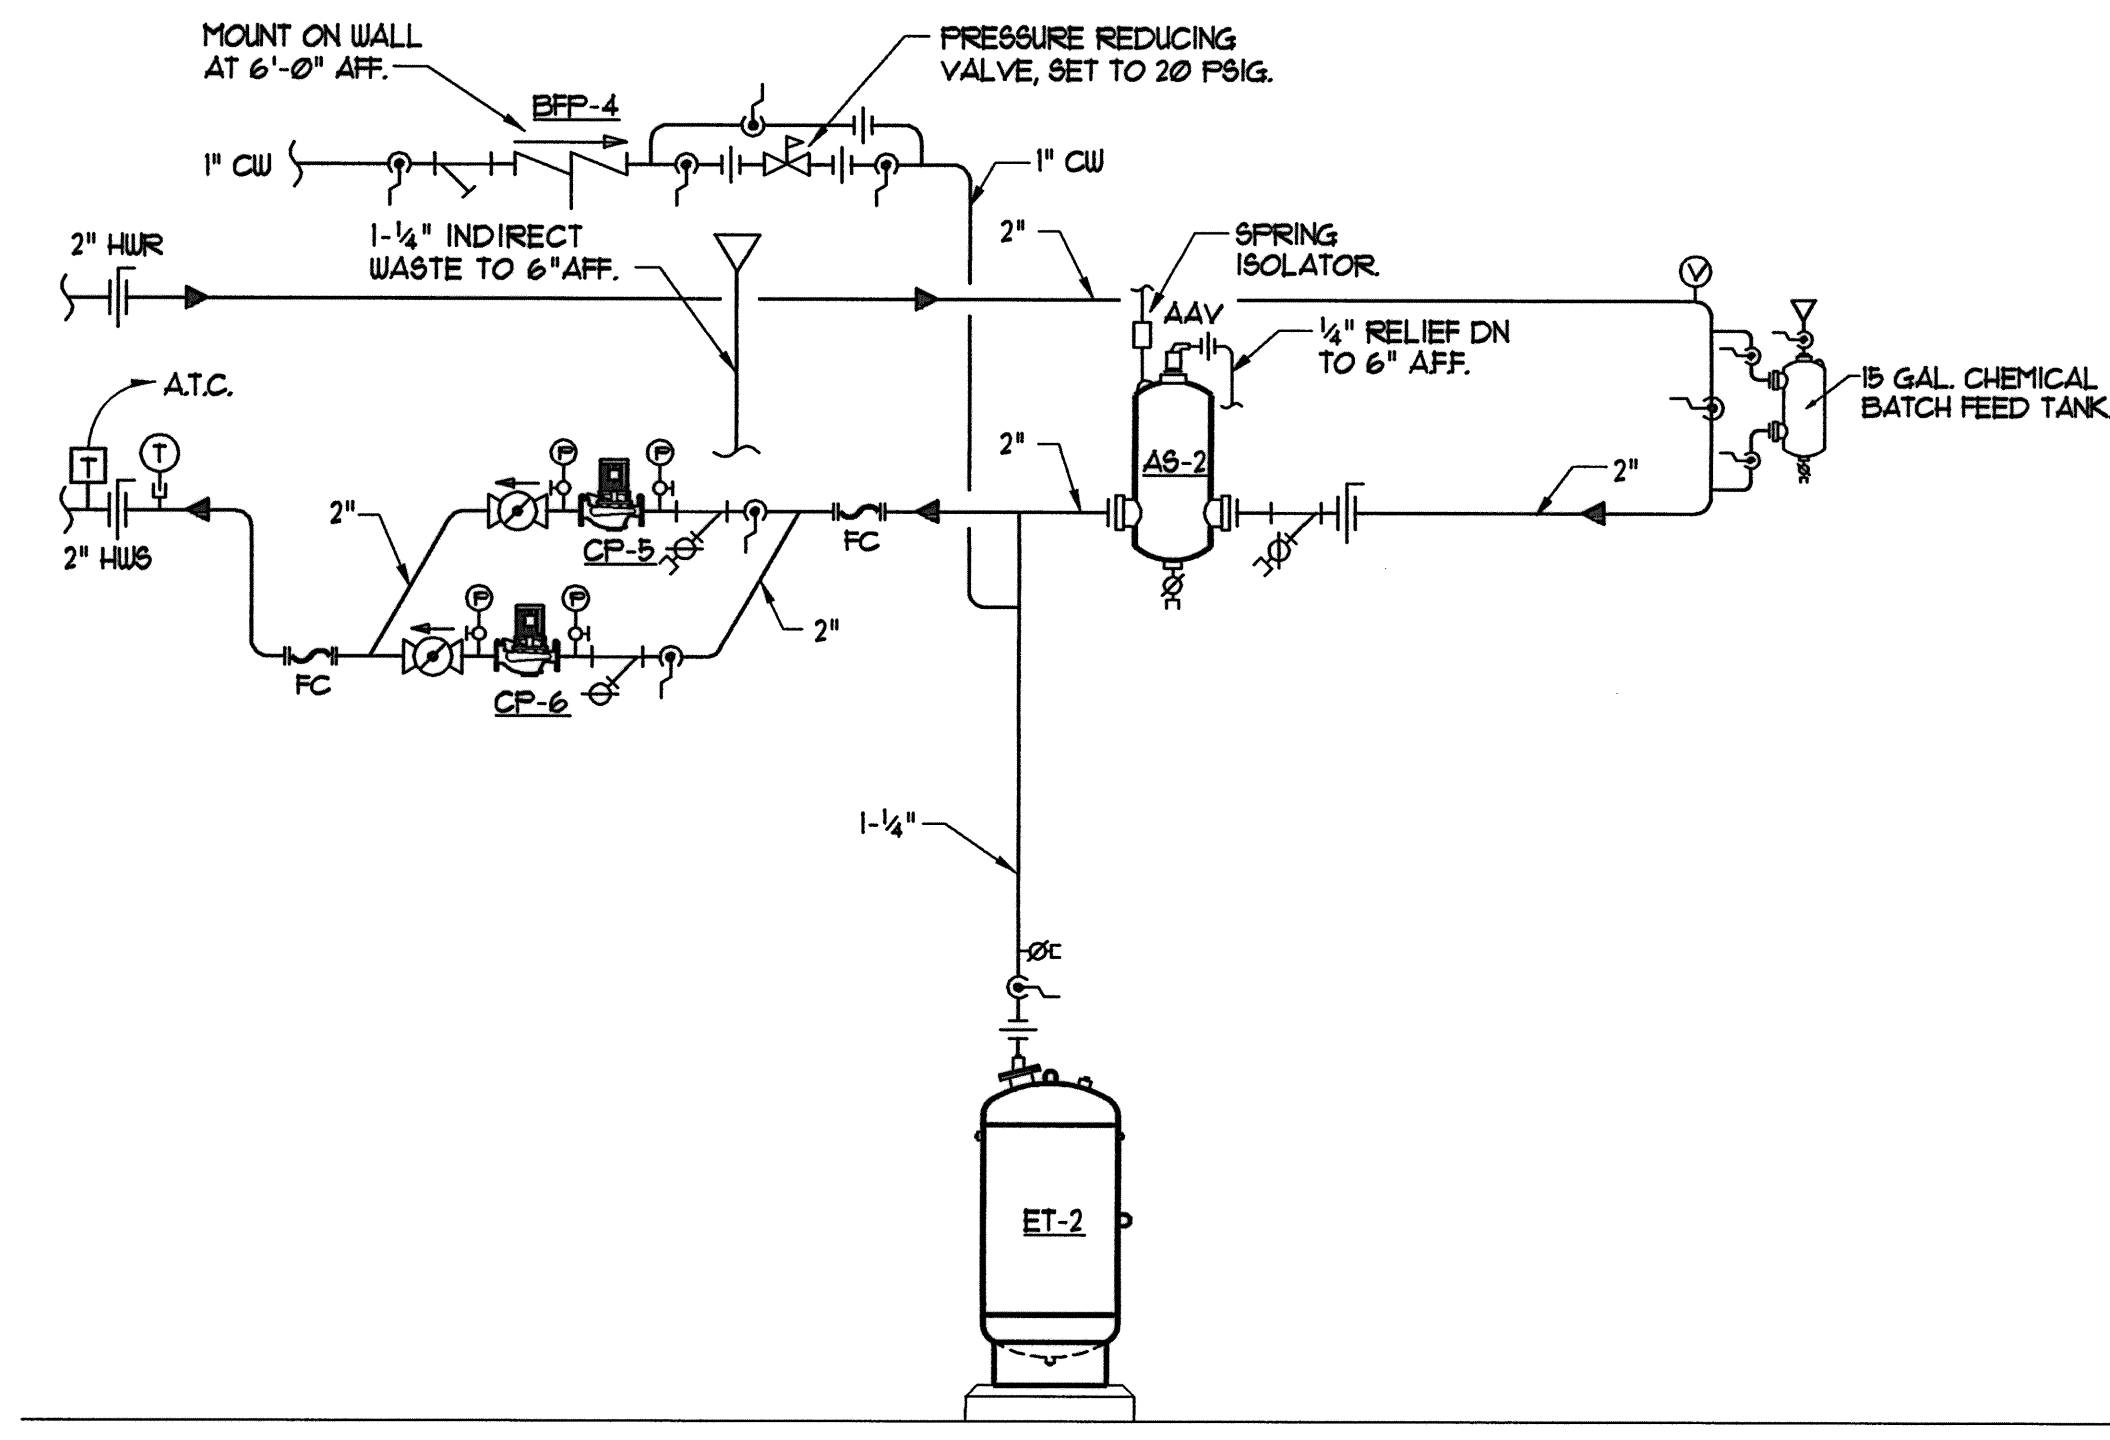 MOUNT ON WALL
AT 6'-0" AFF.
BFP-4
PRESSURE REDUCING
VALVE, SET TO 20 PSIG.
1" CW
1" CW
2" HWR
1-1/4" INDIRECT
WASTE TO 6"AFF.
2"
SPRING
ISOLATOR.
V
AAV
1/4" RELIEF DN
TO 6" A.F.F.
15 GAL. CHEMICAL
BATCH FEED TANK.
A.T.C.
T
T
P
P
2"
AS-2
2"
2"
CP-5
FC
2" HWS
P
P
2"
FC
CP-6
1-1/4"
ET-2